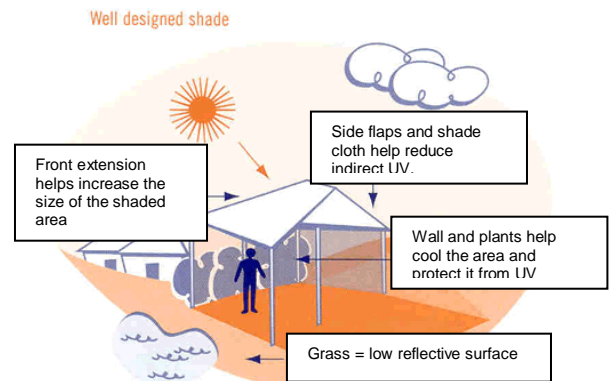 Well designed shade
Front extension
helps increase the
size of the shaded
area
Side flaps and shade
cloth help reduce
indirect UV.
Wall and plants help
cool the area and
protect it from UV
Grass = low reflective surface